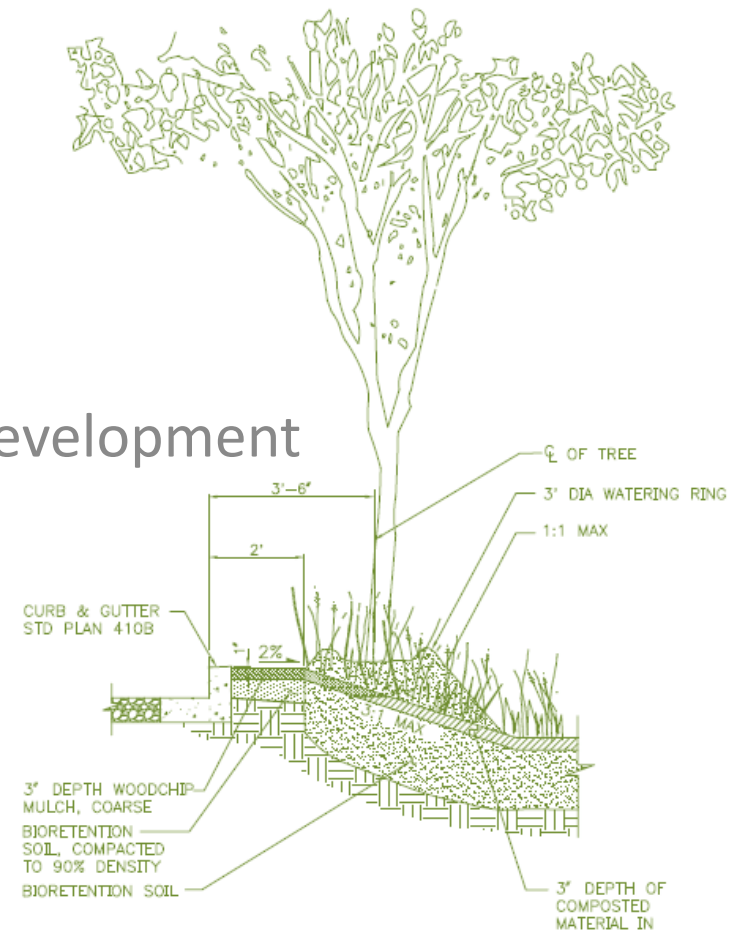 evelopment
℄ OF TREE
3'-6"
3' DIA WATERING RING
2'
1:1 MAX
CURB & GUTTER
STD PLAN 410B
1"
2%
1:1 MAX
3" DEPTH WOODCHIP
MULCH, COARSE
BIORETENTION
SOIL, COMPACTED
TO 90% DENSITY
BIORETENTION SOIL
3" DEPTH OF
COMPOSTED
MATERIAL IN